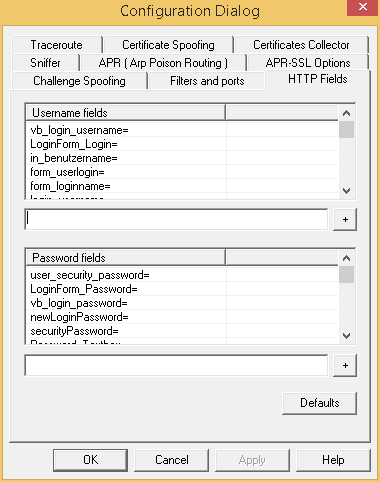 Configuration Dialog
Traceroute
Certificate Spoofing
Certificates Collector
Sniffer
APR ( Arp Poison Routing )
APR-SSL Options
Challenge Spoofing
Filters and ports
HTTP Fields
Username fields
vb_login_username=
LoginForm_Login=
in_benutzername=
form_userlogin=
form_loginname=
+
Password fields
user_security_password=
LoginForm_Password=
vb_login_password=
newLoginPassword=
securityPassword=
+
Defaults
OK
Cancel
Apply
Help